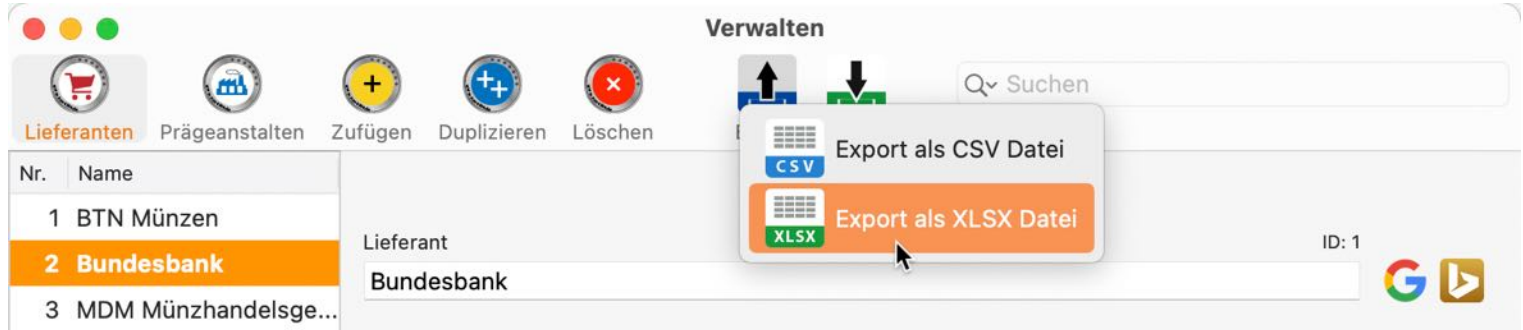 Verwalten
Lieferanten Prägeanstalten Zufügen Duplizieren Löschen
Suchen
Export als CSV Datei
CSV
Export als XLSX Datei
XLSX
Nr. Name
1 BTN Münzen
2 Bundesbank
3 MDM Münzhandelsge...
Lieferant ID: 1
Bundesbank